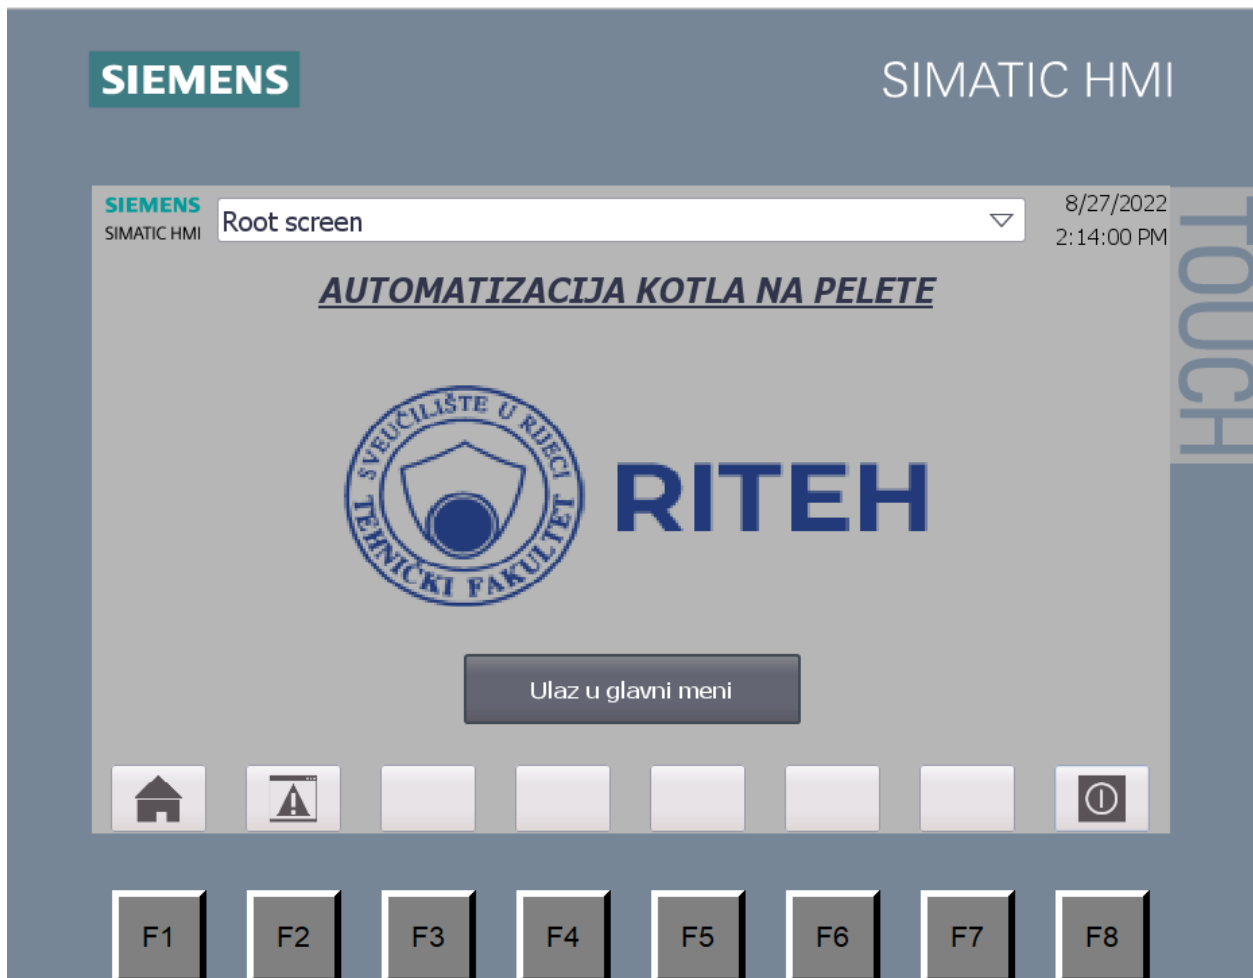 SIEMENS
SIMATIC HMI
SIEMENS
SIMATIC HMI
Root screen
8/27/2022
2:14:00 PM
TOUCH
AUTOMATIZACIJA KOTLA NA PELETE
SVEUČILIŠTE U RIJECI
TEHNIČKI FAKULTET
RITEH
Ulaz u glavni meni
F1 F2 F3 F4 F5 F6 F7 F8